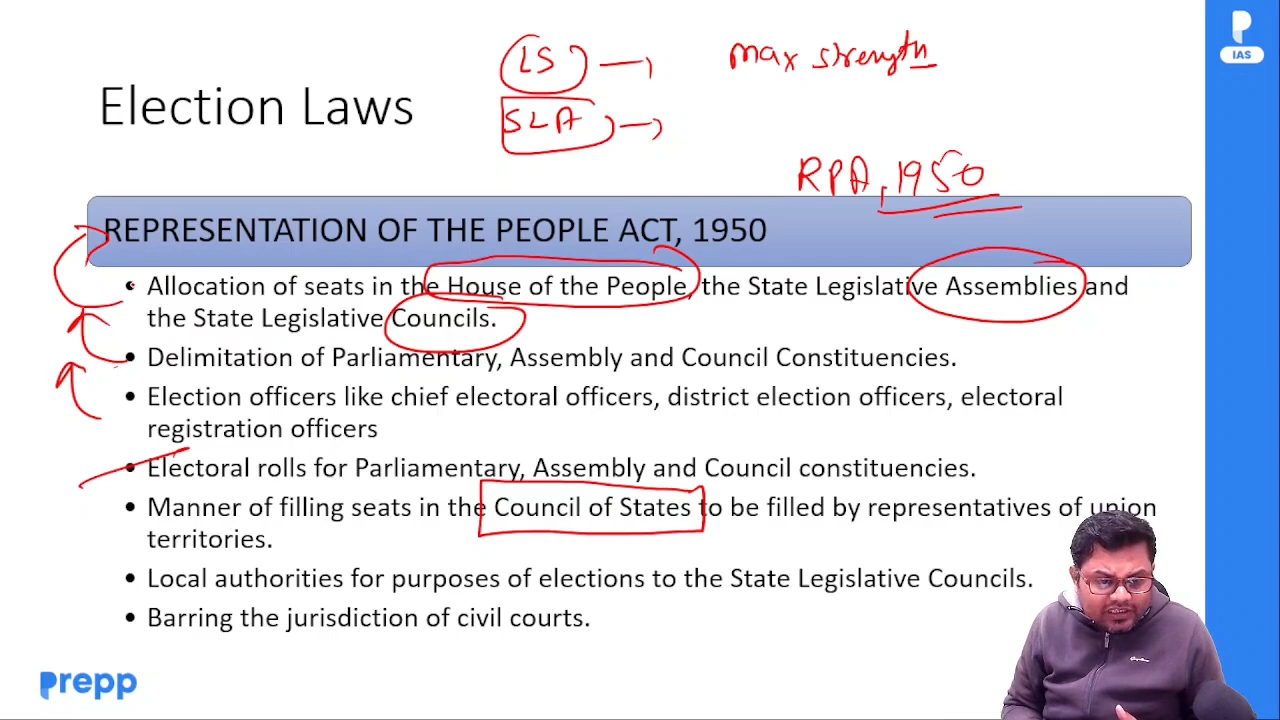 LS → max strength
SLA →
IAS
Election Laws
RPA, 1950
REPRESENTATION OF THE PEOPLE ACT, 1950
• Allocation of seats in the House of the People, the State Legislative Assemblies and
the State Legislative Councils.
• Delimitation of Parliamentary, Assembly and Council Constituencies.
• Election officers like chief electoral officers, district election officers, electoral
registration officers
• Electoral rolls for Parliamentary, Assembly and Council constituencies.
• Manner of filling seats in the Council of States to be filled by representatives of union
territories.
• Local authorities for purposes of elections to the State Legislative Councils.
• Barring the jurisdiction of civil courts.
prepp